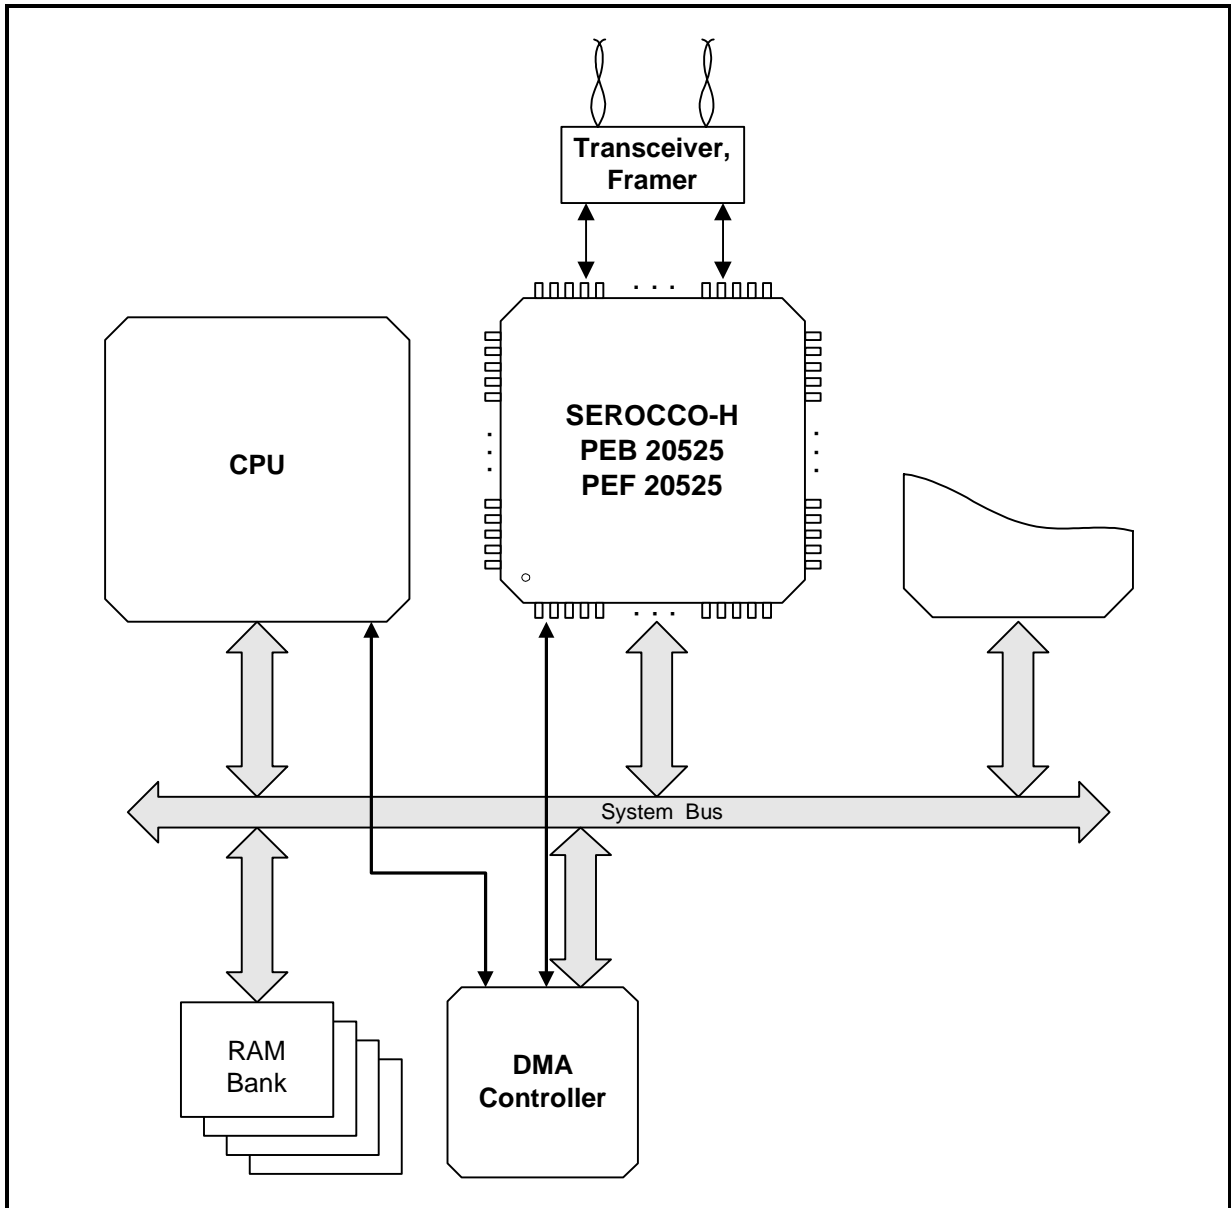 Transceiver,
Framer
CPU
SEROCCO-H
PEB 20525
PEF 20525
System Bus
RAM
Bank
DMA
Controller